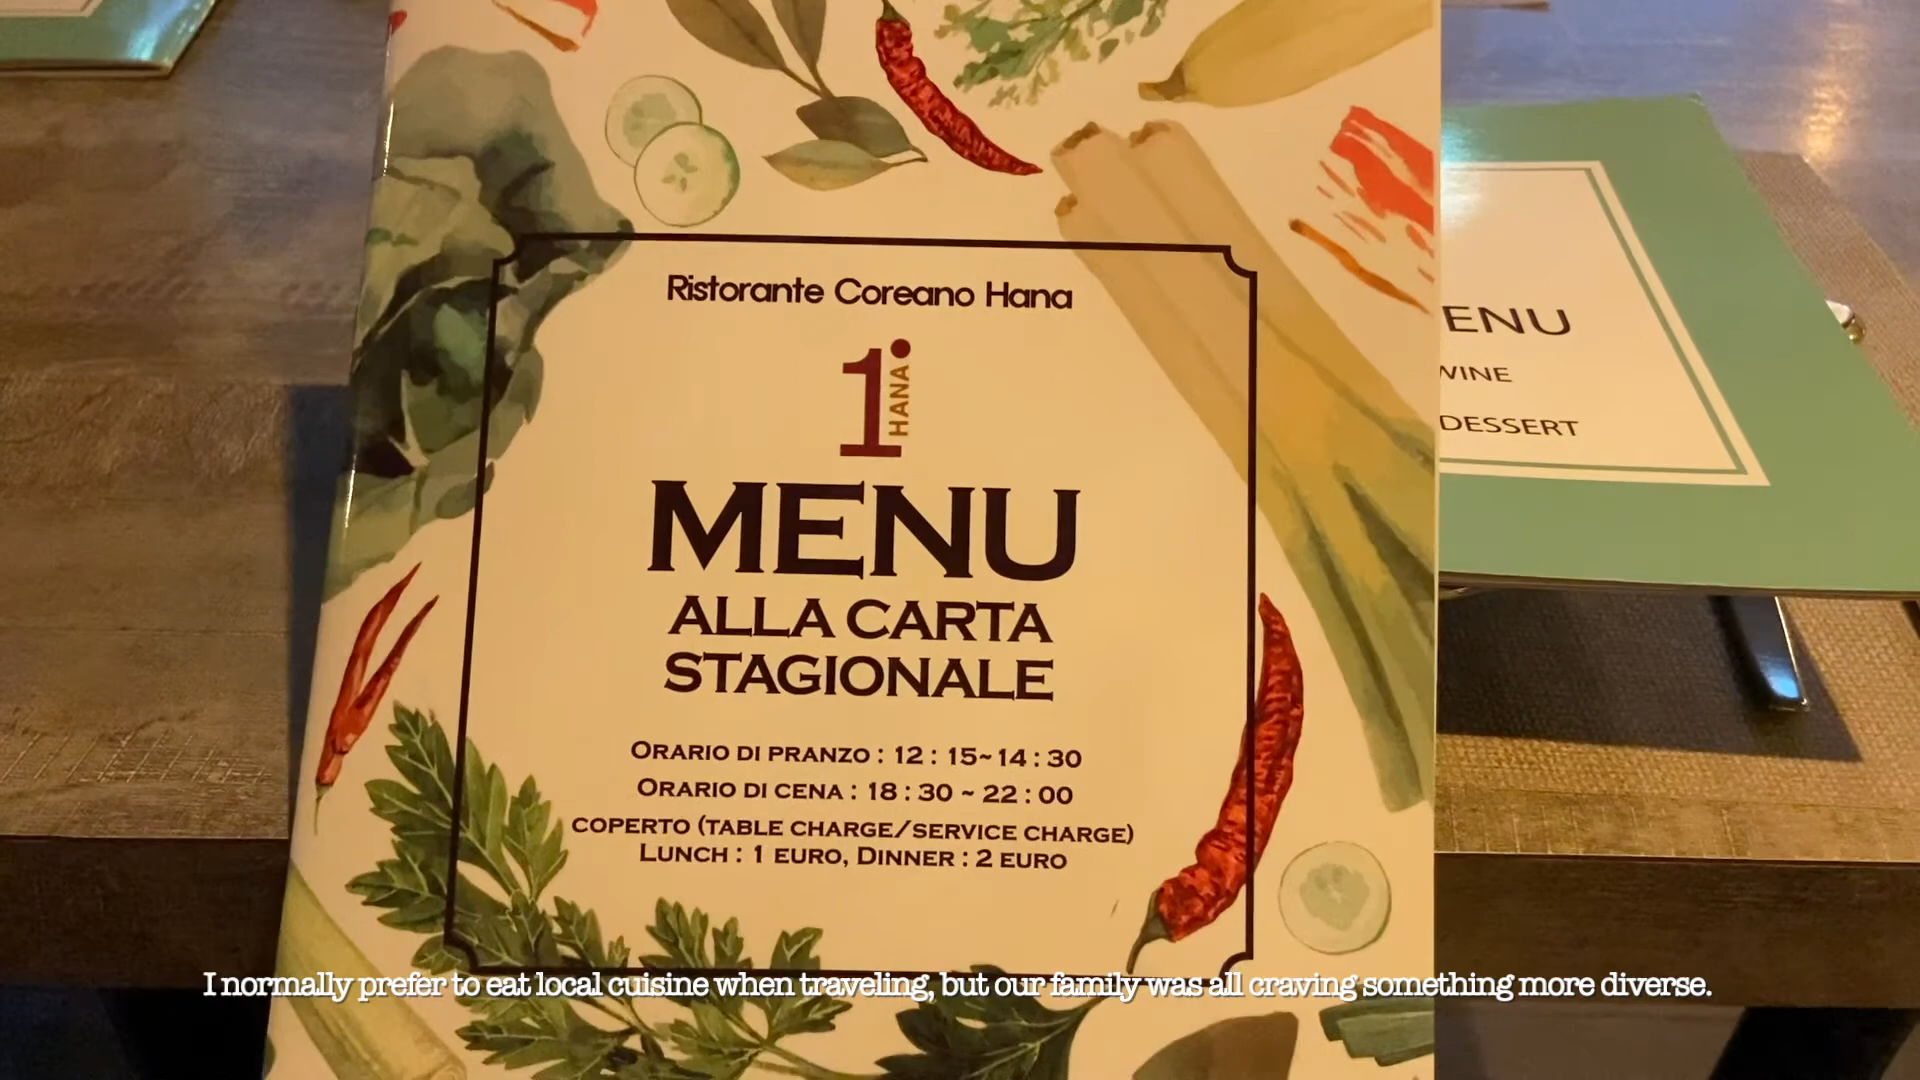 Ristorante Coreano Hana
1
HANA
MENU
ALLA CARTA
STAGIONALE
ORARIO DI PRANZO : 12 : 15~14 : 30
ORARIO DI CENA : 18 : 30 ~ 22 : 00
COPERTO (TABLE CHARGE/SERVICE CHARGE)
LUNCH : 1 EURO, DINNER : 2 EURO
ENU
WINE
DESSERT
I normally prefer to eat local cuisine when traveling, but our family was all craving something more diverse.